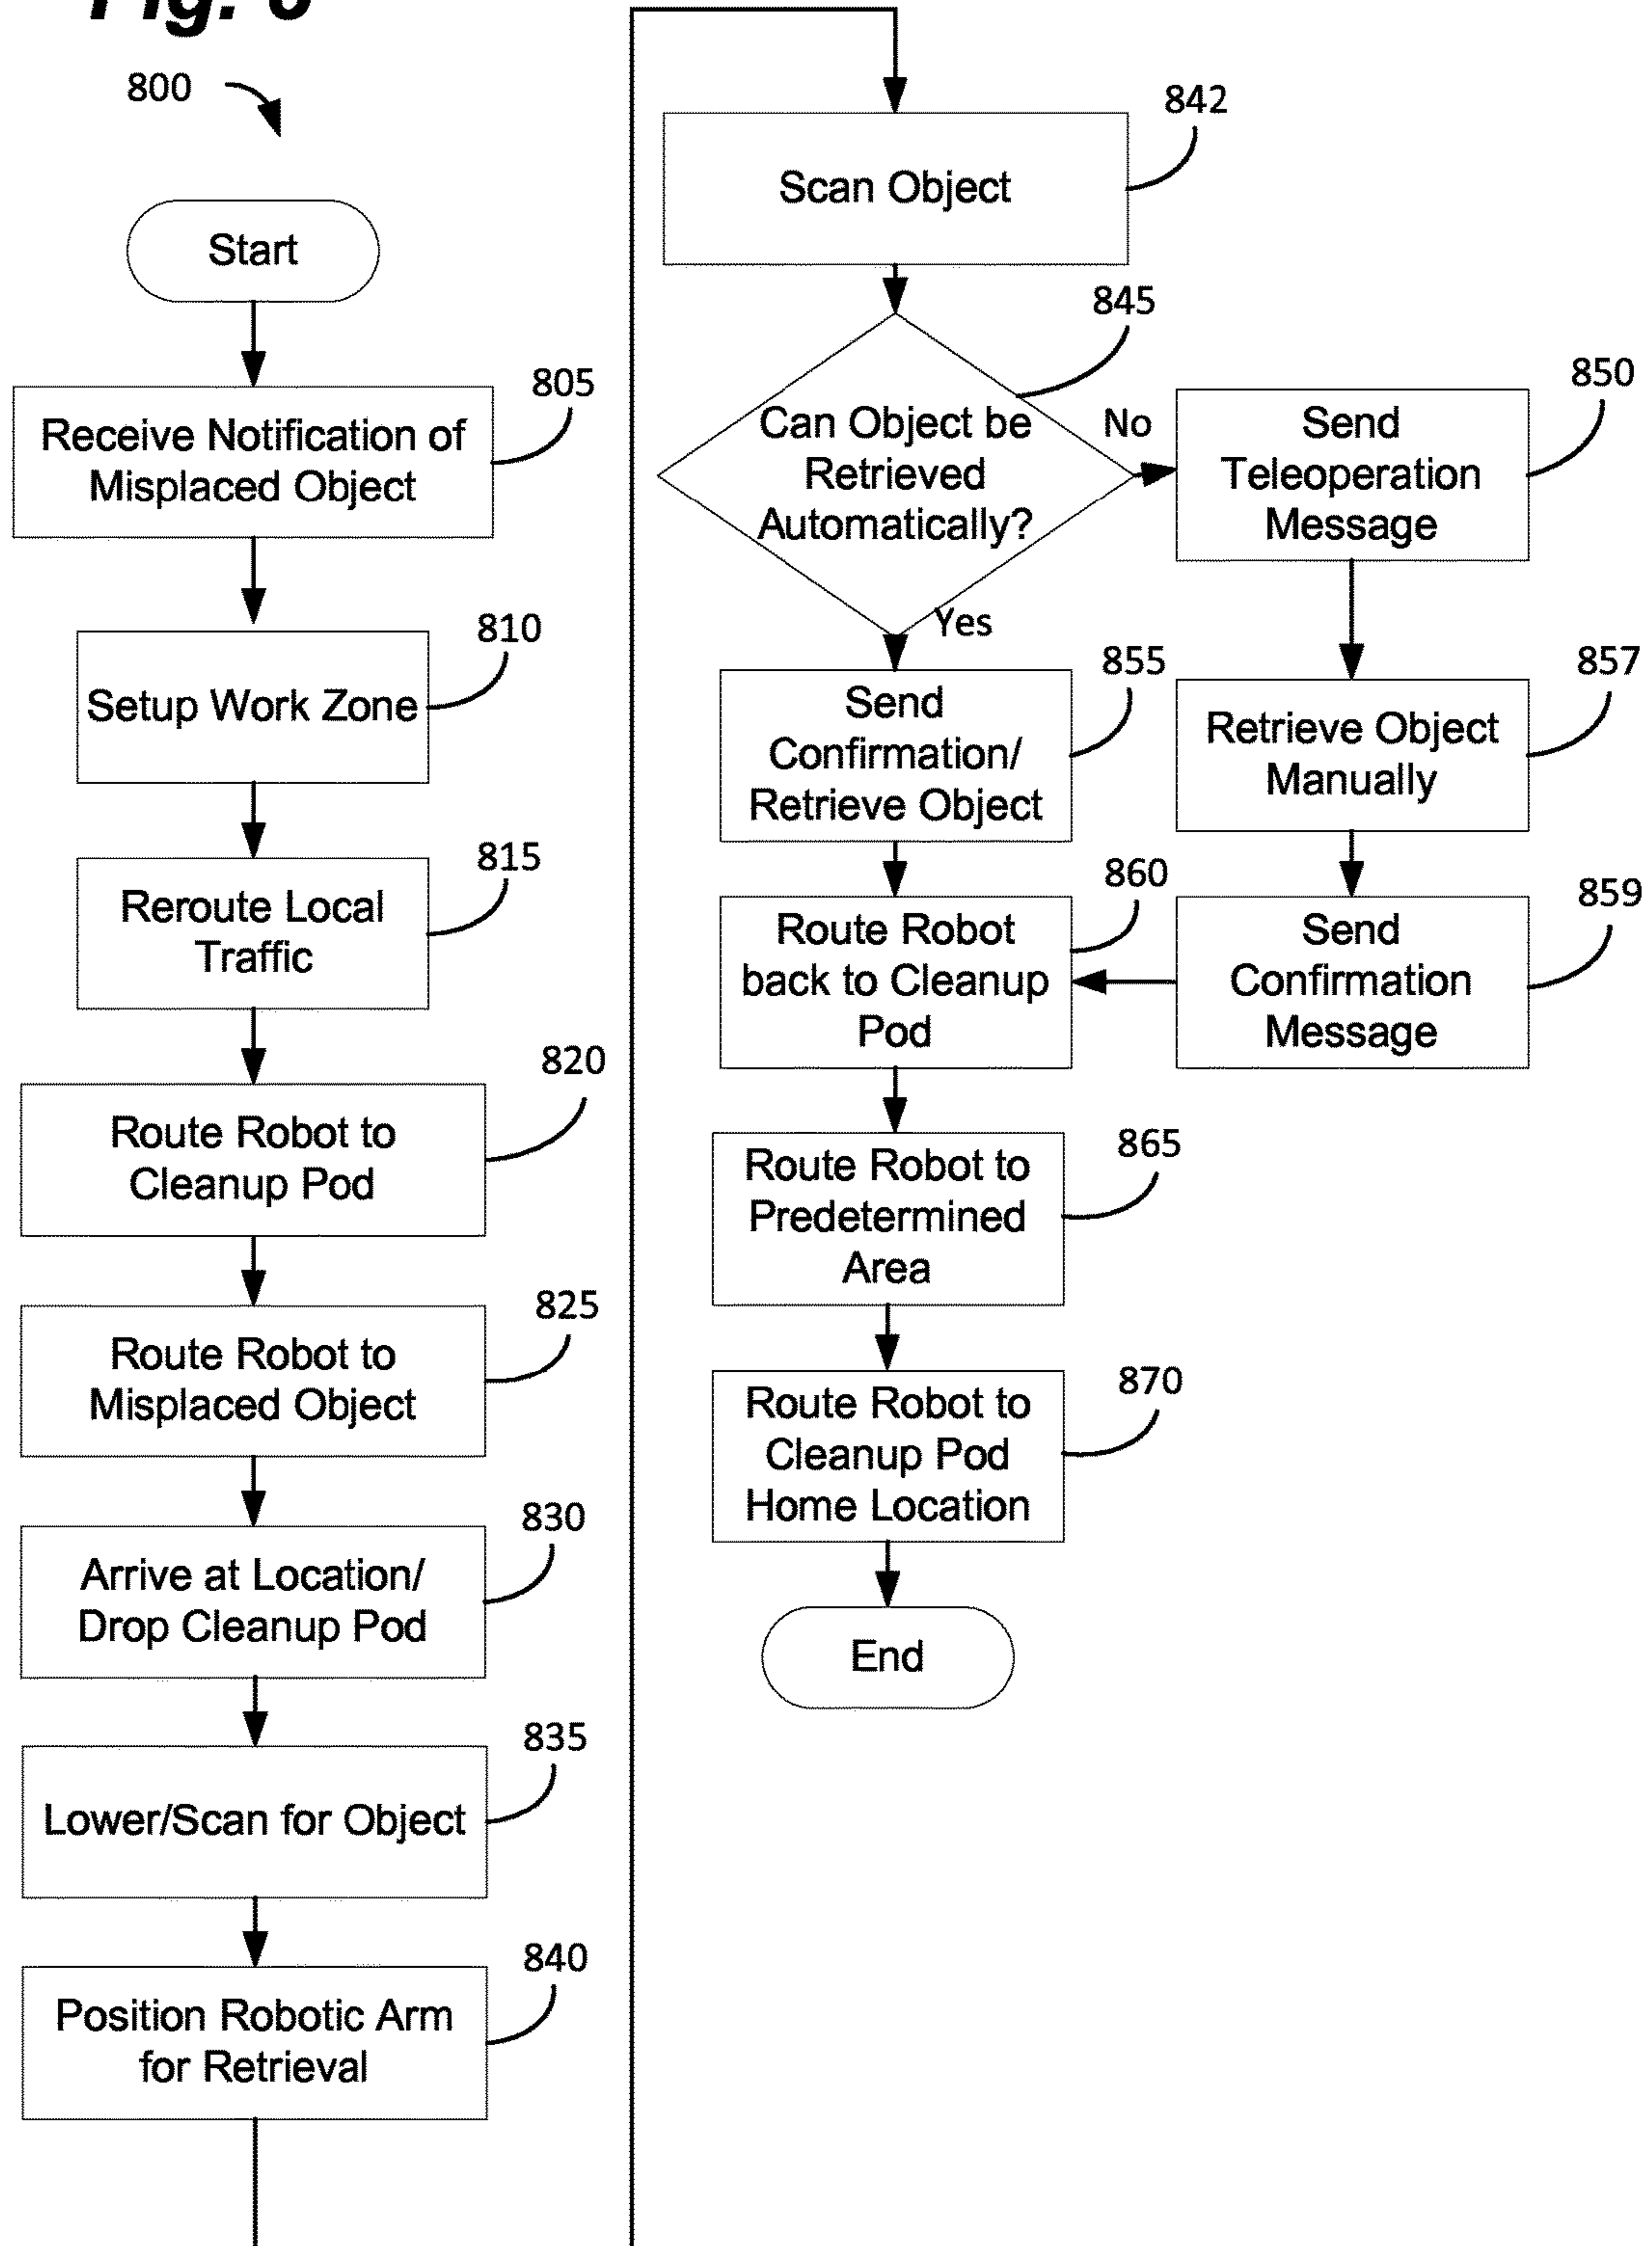 Fig.
800
Start
805
Receive Notification of
Misplaced Object
810
Setup Work Zone
815
Reroute Local
Traffic
820
Route Robot to
Cleanup Pod
825
Route Robot to
Misplaced Object
830
Arrive at Location/
Drop Cleanup Pod
835
Lower/Scan for Object
840
Position Robotic Arm
for Retrieval
842
Scan Object
845
Can Object be
Retrieved
Automatically?
No
Yes
850
Send
Teleoperation
Message
855
Send
Confirmation/
Retrieve Object
857
Retrieve Object
Manually
859
Send
Confirmation
Message
860
Route Robot
back to Cleanup
Pod
865
Route Robot to
Predetermined
Area
870
Route Robot to
Cleanup Pod
Home Location
End